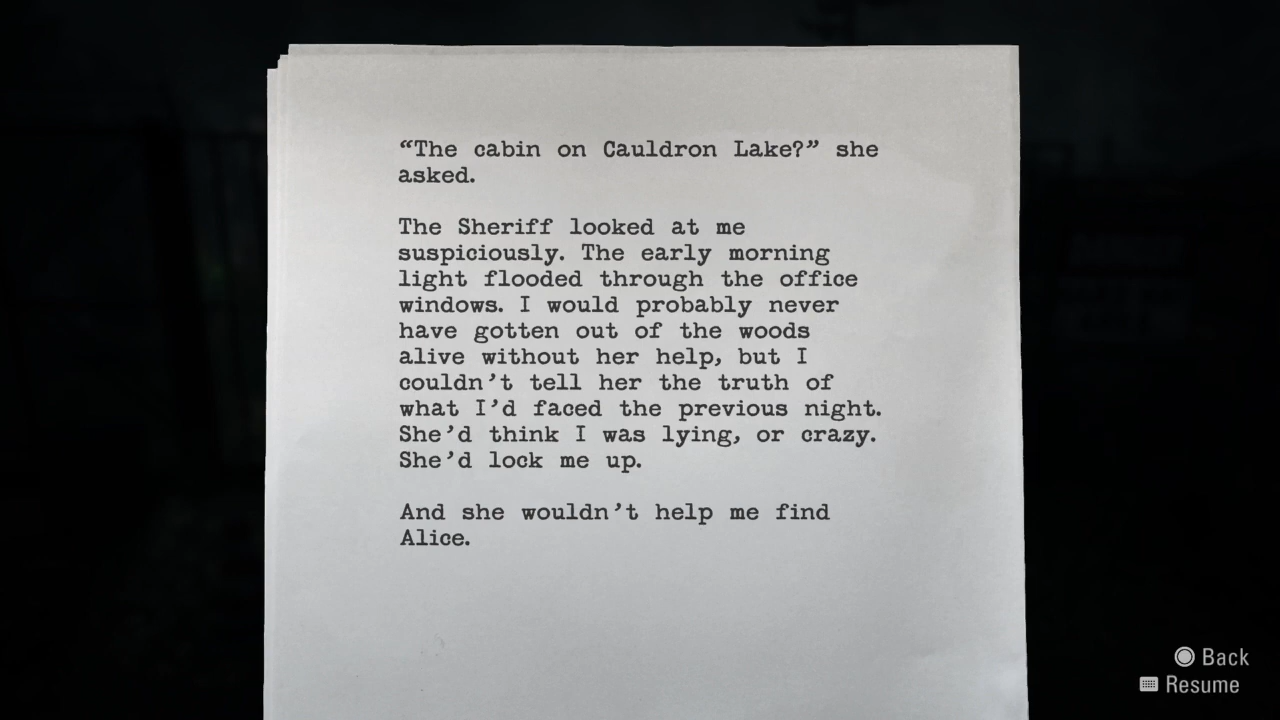 “The cabin on Cauldron Lake?” she
asked.
The Sheriff looked at me
suspiciously. The early morning
light flooded through the office
windows. I would probably never
have gotten out of the woods
alive without her help, but I
couldn’t tell her the truth of
what I’d faced the previous night.
She’d think I was lying, or crazy.
She’d lock me up.
And she wouldn’t help me find
Alice.
Back
Resume